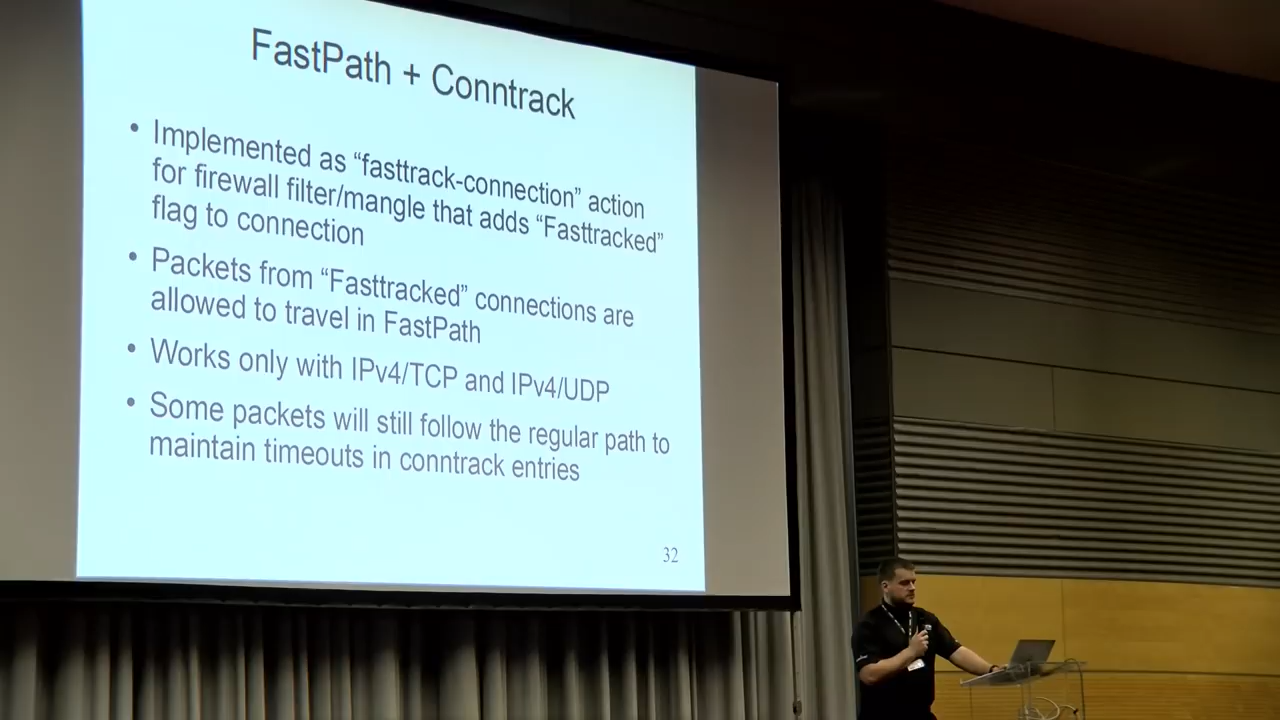 FastPath + Conntrack
• Implemented as “fasttrack-connection” action
for firewall filter/mangle that adds “Fasttracked”
flag to connection
• Packets from “Fasttracked” connections are
allowed to travel in FastPath
• Works only with IPv4/TCP and IPv4/UDP
• Some packets will still follow the regular path to
maintain timeouts in conntrack entries
32